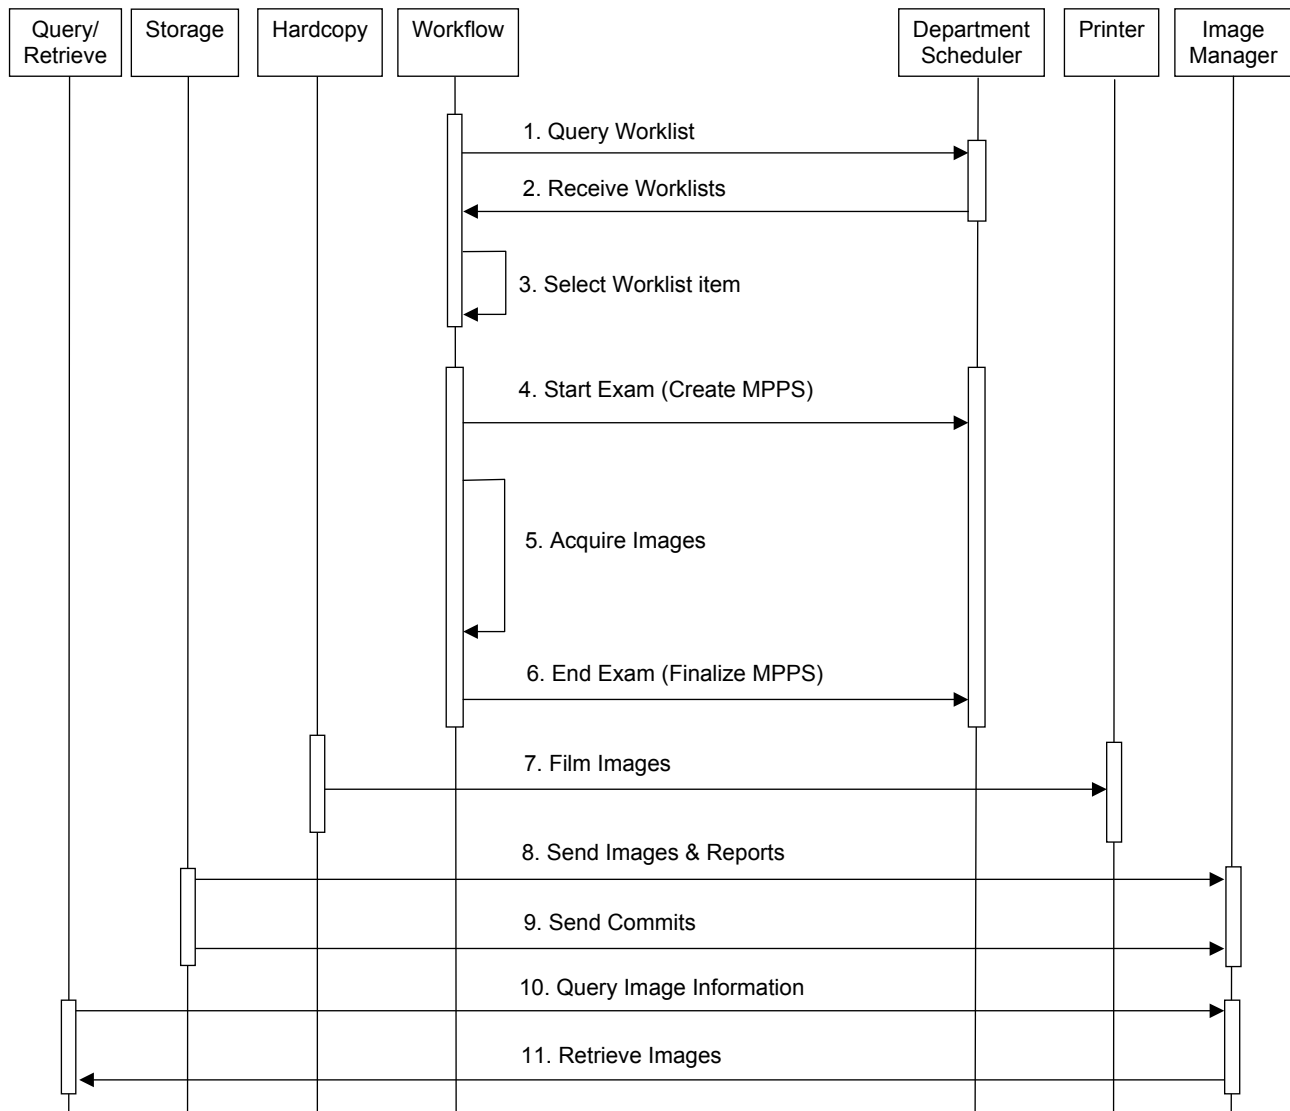 Query/
Retrieve
Storage
Hardcopy
Workflow
Department
Scheduler
Printer
Image
Manager
1. Query Worklist
2. Receive Worklists
3. Select Worklist item
4. Start Exam (Create MPPS)
5. Acquire Images
6. End Exam (Finalize MPPS)
7. Film Images
8. Send Images & Reports
9. Send Commits
10. Query Image Information
11. Retrieve Images